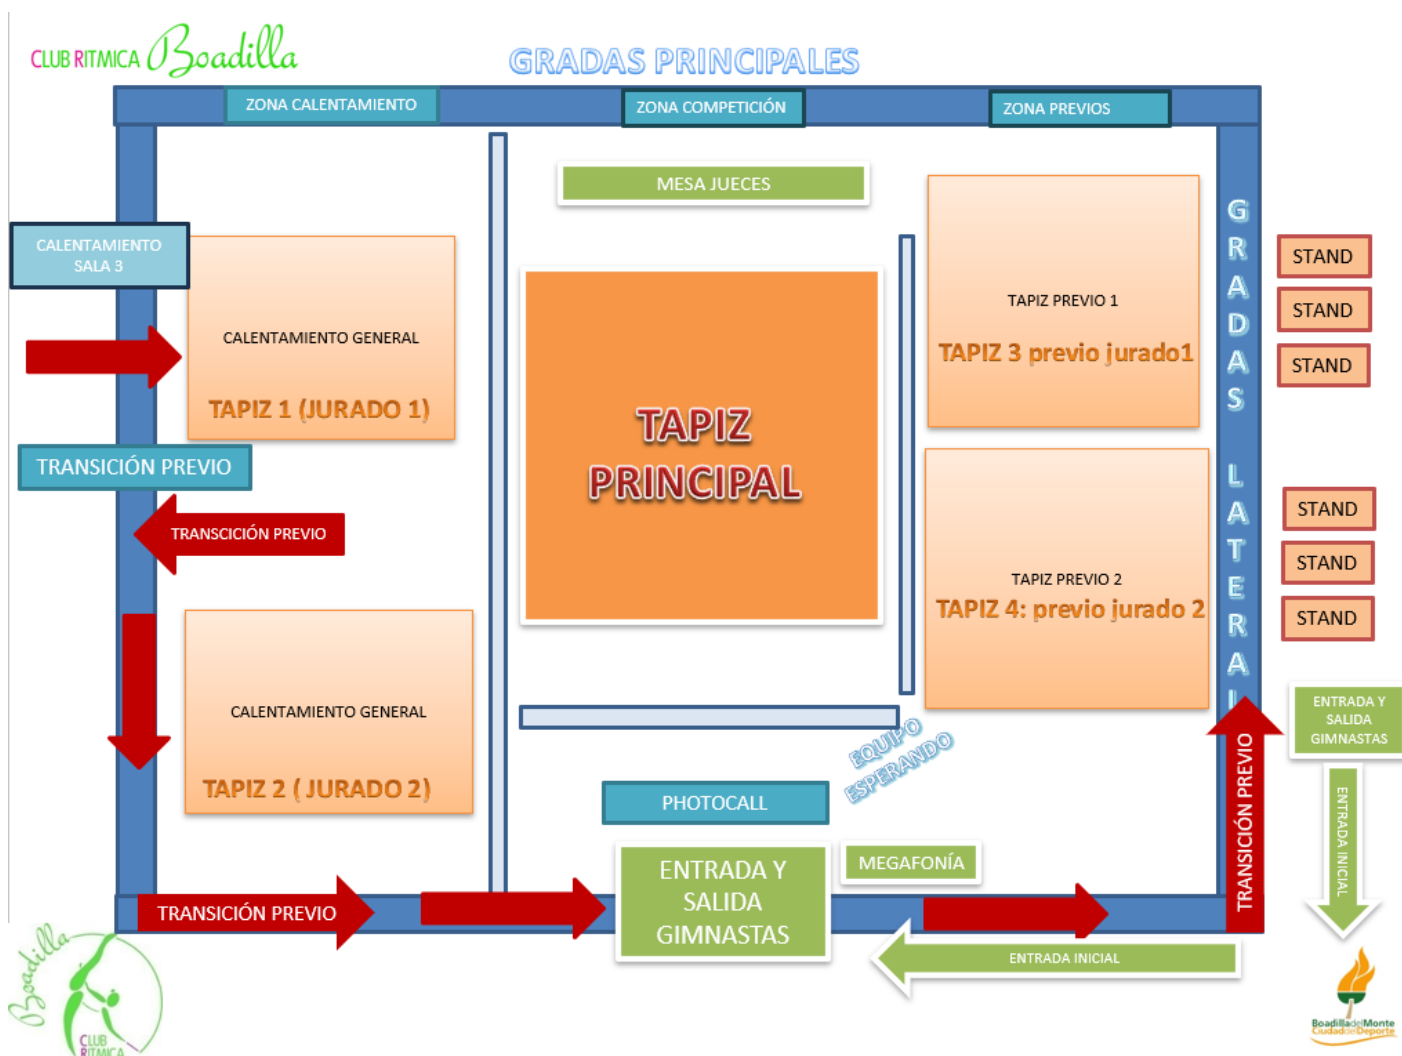 CLUB RITMICA Boadilla
GRADAS PRINCIPALES
ZONA CALENTAMIENTO
ZONA COMPETICIÓN
ZONA PREVIOS
MESA JUECES
CALENTAMIENTO
SALA 3
CALENTAMIENTO GENERAL
TAPIZ 1 (JURADO 1)
TRANSICIÓN PREVIO
TRANSCICIÓN PREVIO
CALENTAMIENTO GENERAL
TAPIZ 2 ( JURADO 2)
TAPIZ
PRINCIPAL
TAPIZ PREVIO 1
TAPIZ 3 previo jurado1
TAPIZ PREVIO 2
TAPIZ 4: previo jurado 2
GRADAS LATERAL
STAND
STAND
STAND
STAND
STAND
STAND
ENTRADA Y
SALIDA
GIMNASTAS
ENTRADA INICIAL
EQUIPO
ESPERANDO
PHOTOCALL
MEGAFONÍA
ENTRADA Y
SALIDA
GIMNASTAS
TRANSICIÓN PREVIO
TRANSICIÓN PREVIO
ENTRADA INICIAL
Boadilla
CLUB
RITMICA
BoadilladelMonte
CiudaddelDeporte